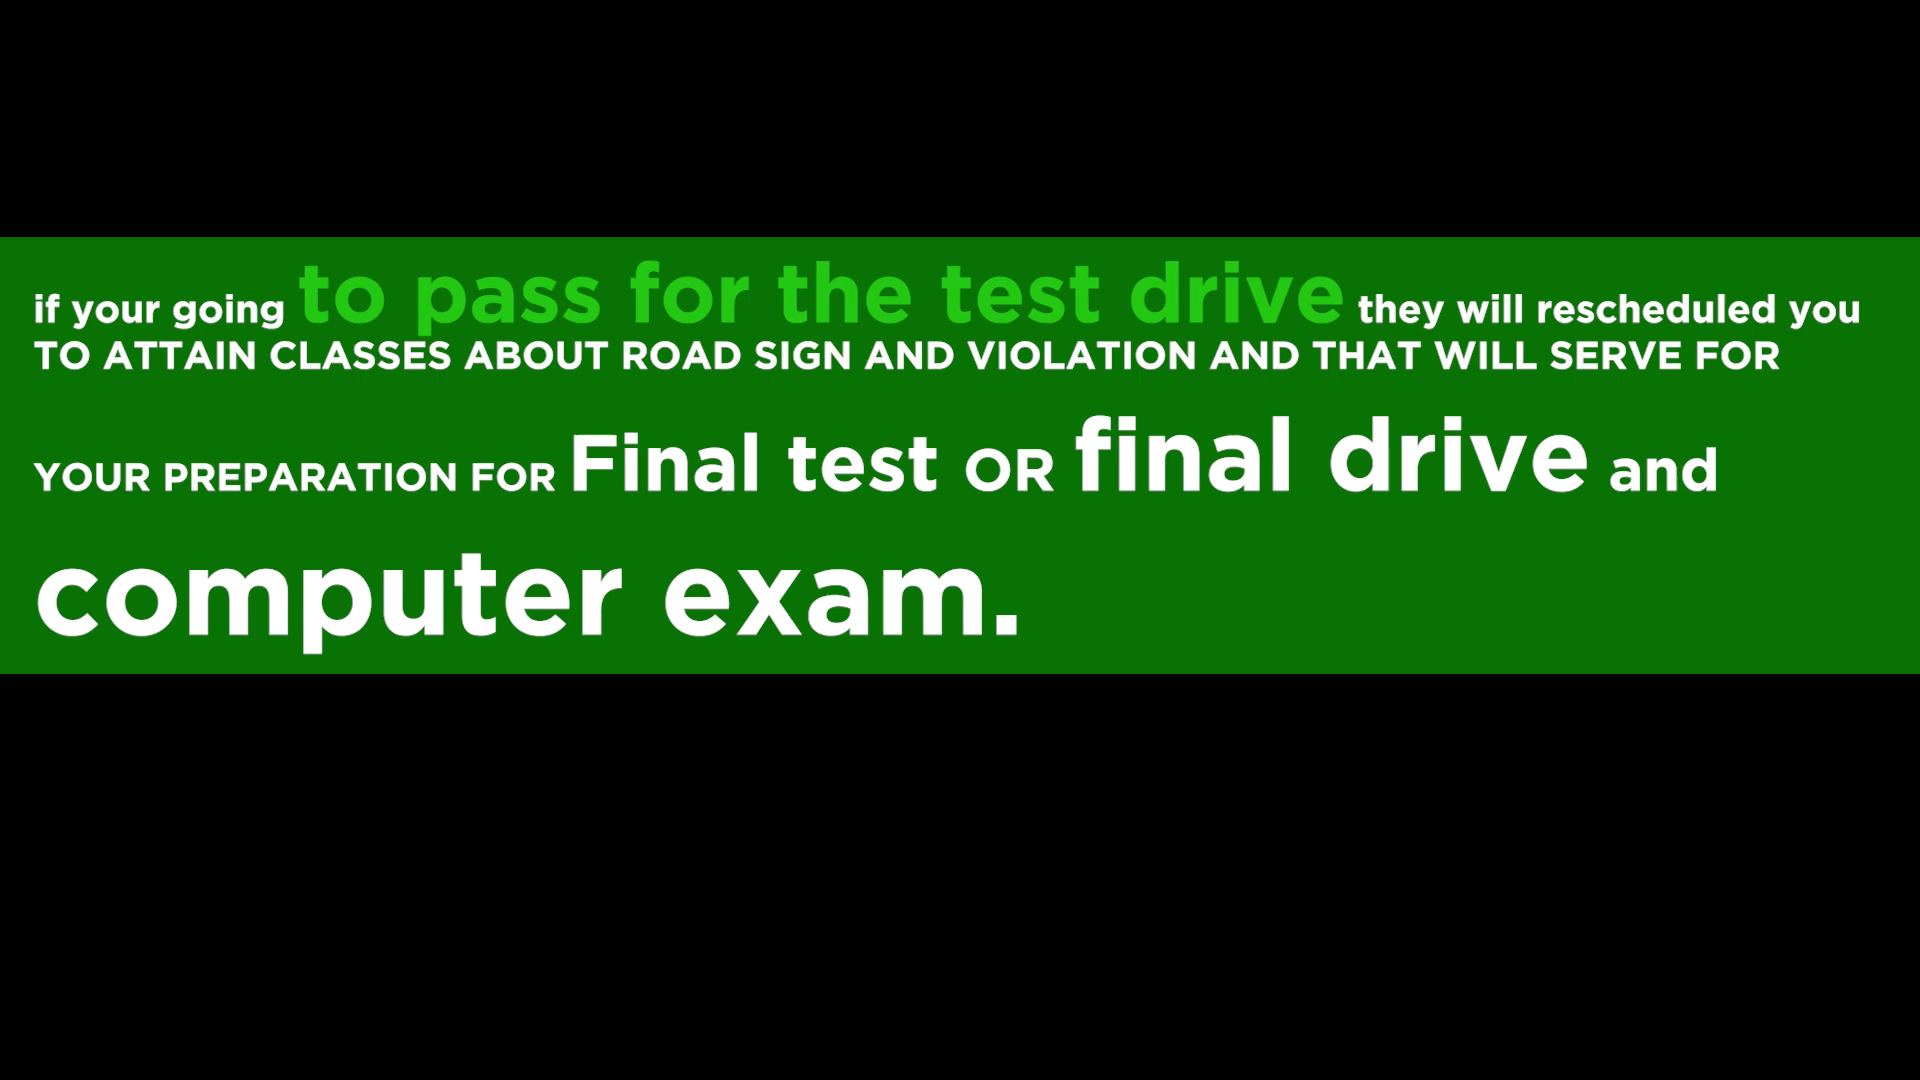 if your going to pass for the test drive they will rescheduled you
TO ATTAIN CLASSES ABOUT ROAD SIGN AND VIOLATION AND THAT WILL SERVE FOR
YOUR PREPARATION FOR Final test OR final drive and
computer exam.